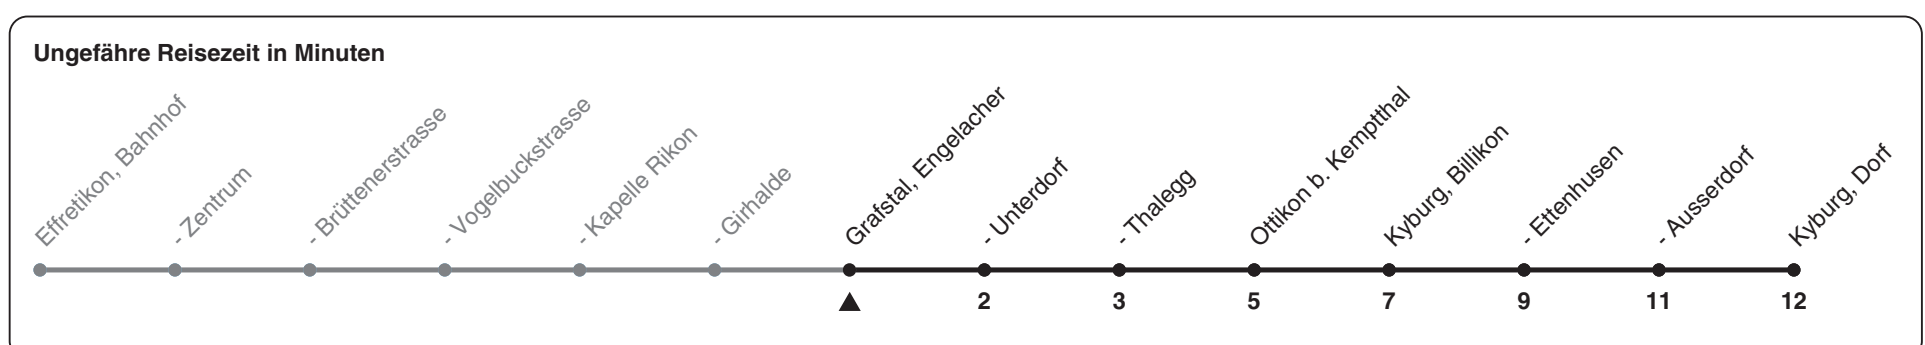 Ungefähre Reisezeit in Minuten
Effretikon, Bahnhof
- Zentrum
- Brüttenerstrasse
- Vogelbuckstrasse
- Kapelle Rikon
- Girhalde
Grafstal, Engelacher
- Unterdorf
- Thalegg
Ottikon b. Kemptthal
Kyburg, Billikon
- Ettenhusen
- Ausserdorf
Kyburg, Dorf
2 3 5 7 9 11 12